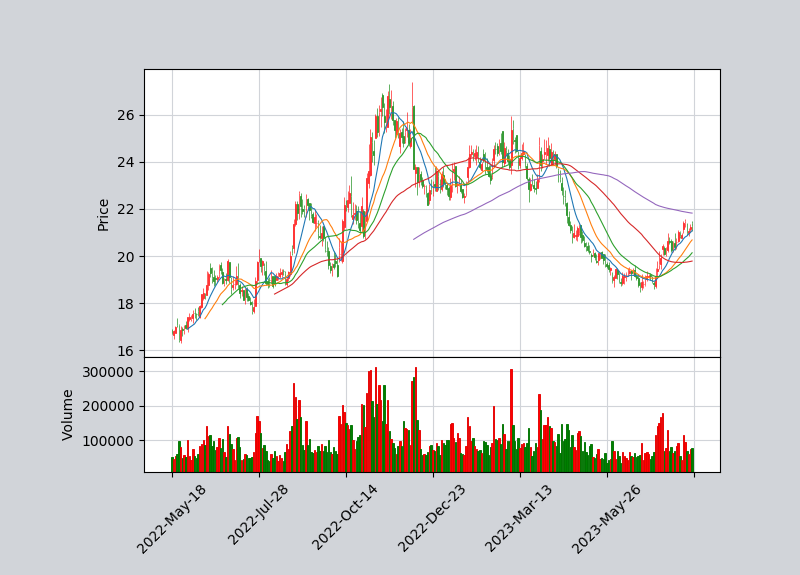 Price
26
24
22
20
18
16
Volume
300000
200000
100000
2022-May-18
2022-Jul-28
2022-Oct-14
2022-Dec-23
2023-Mar-13
2023-May-26